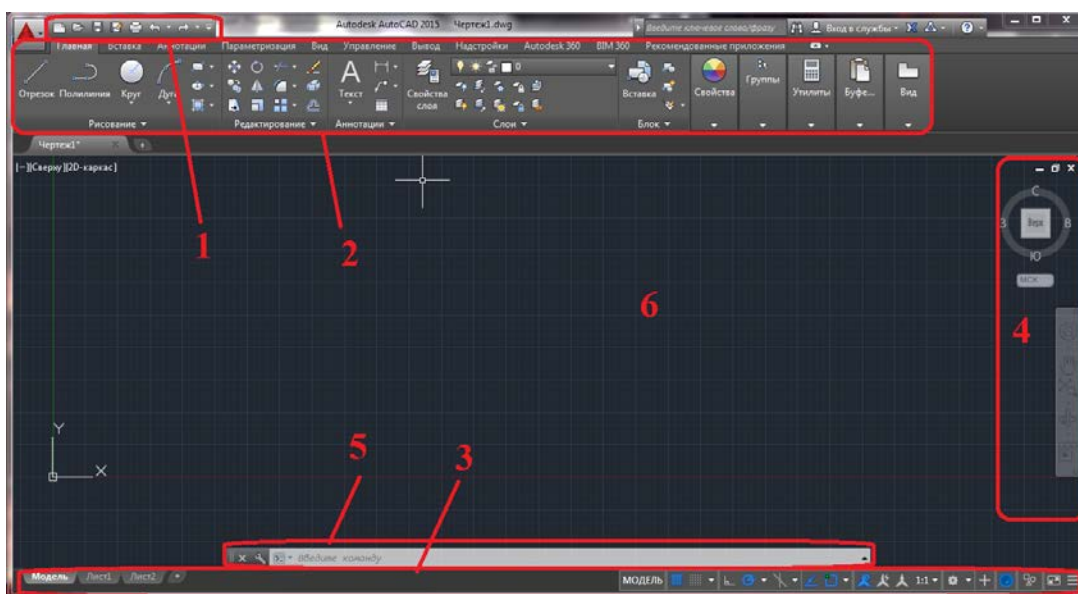 Autodesk AutoCAD 2015 Чертеж1.dwg Введите ключевое слово/фразу Вход в службы
Главная Вставка Аннотации Параметризация Вид Управление Вывод Надстройки Autodesk 360 BIM 360 Рекомендованные приложения
0
Отрезок Полилиния Круг Дуга Текст Свойства слоя Вставка Свойства Группы Утилиты Буфе... Вид
Рисование Редактирование Аннотации Слои Блок
Чертеж1*
[–][Сверху][2D-каркас]
С
З Верх В
Ю
МСК
1
2
6
4
Y
X
5
3
Введите команду
Модель Лист1 Лист2 + МОДЕЛЬ 1:1